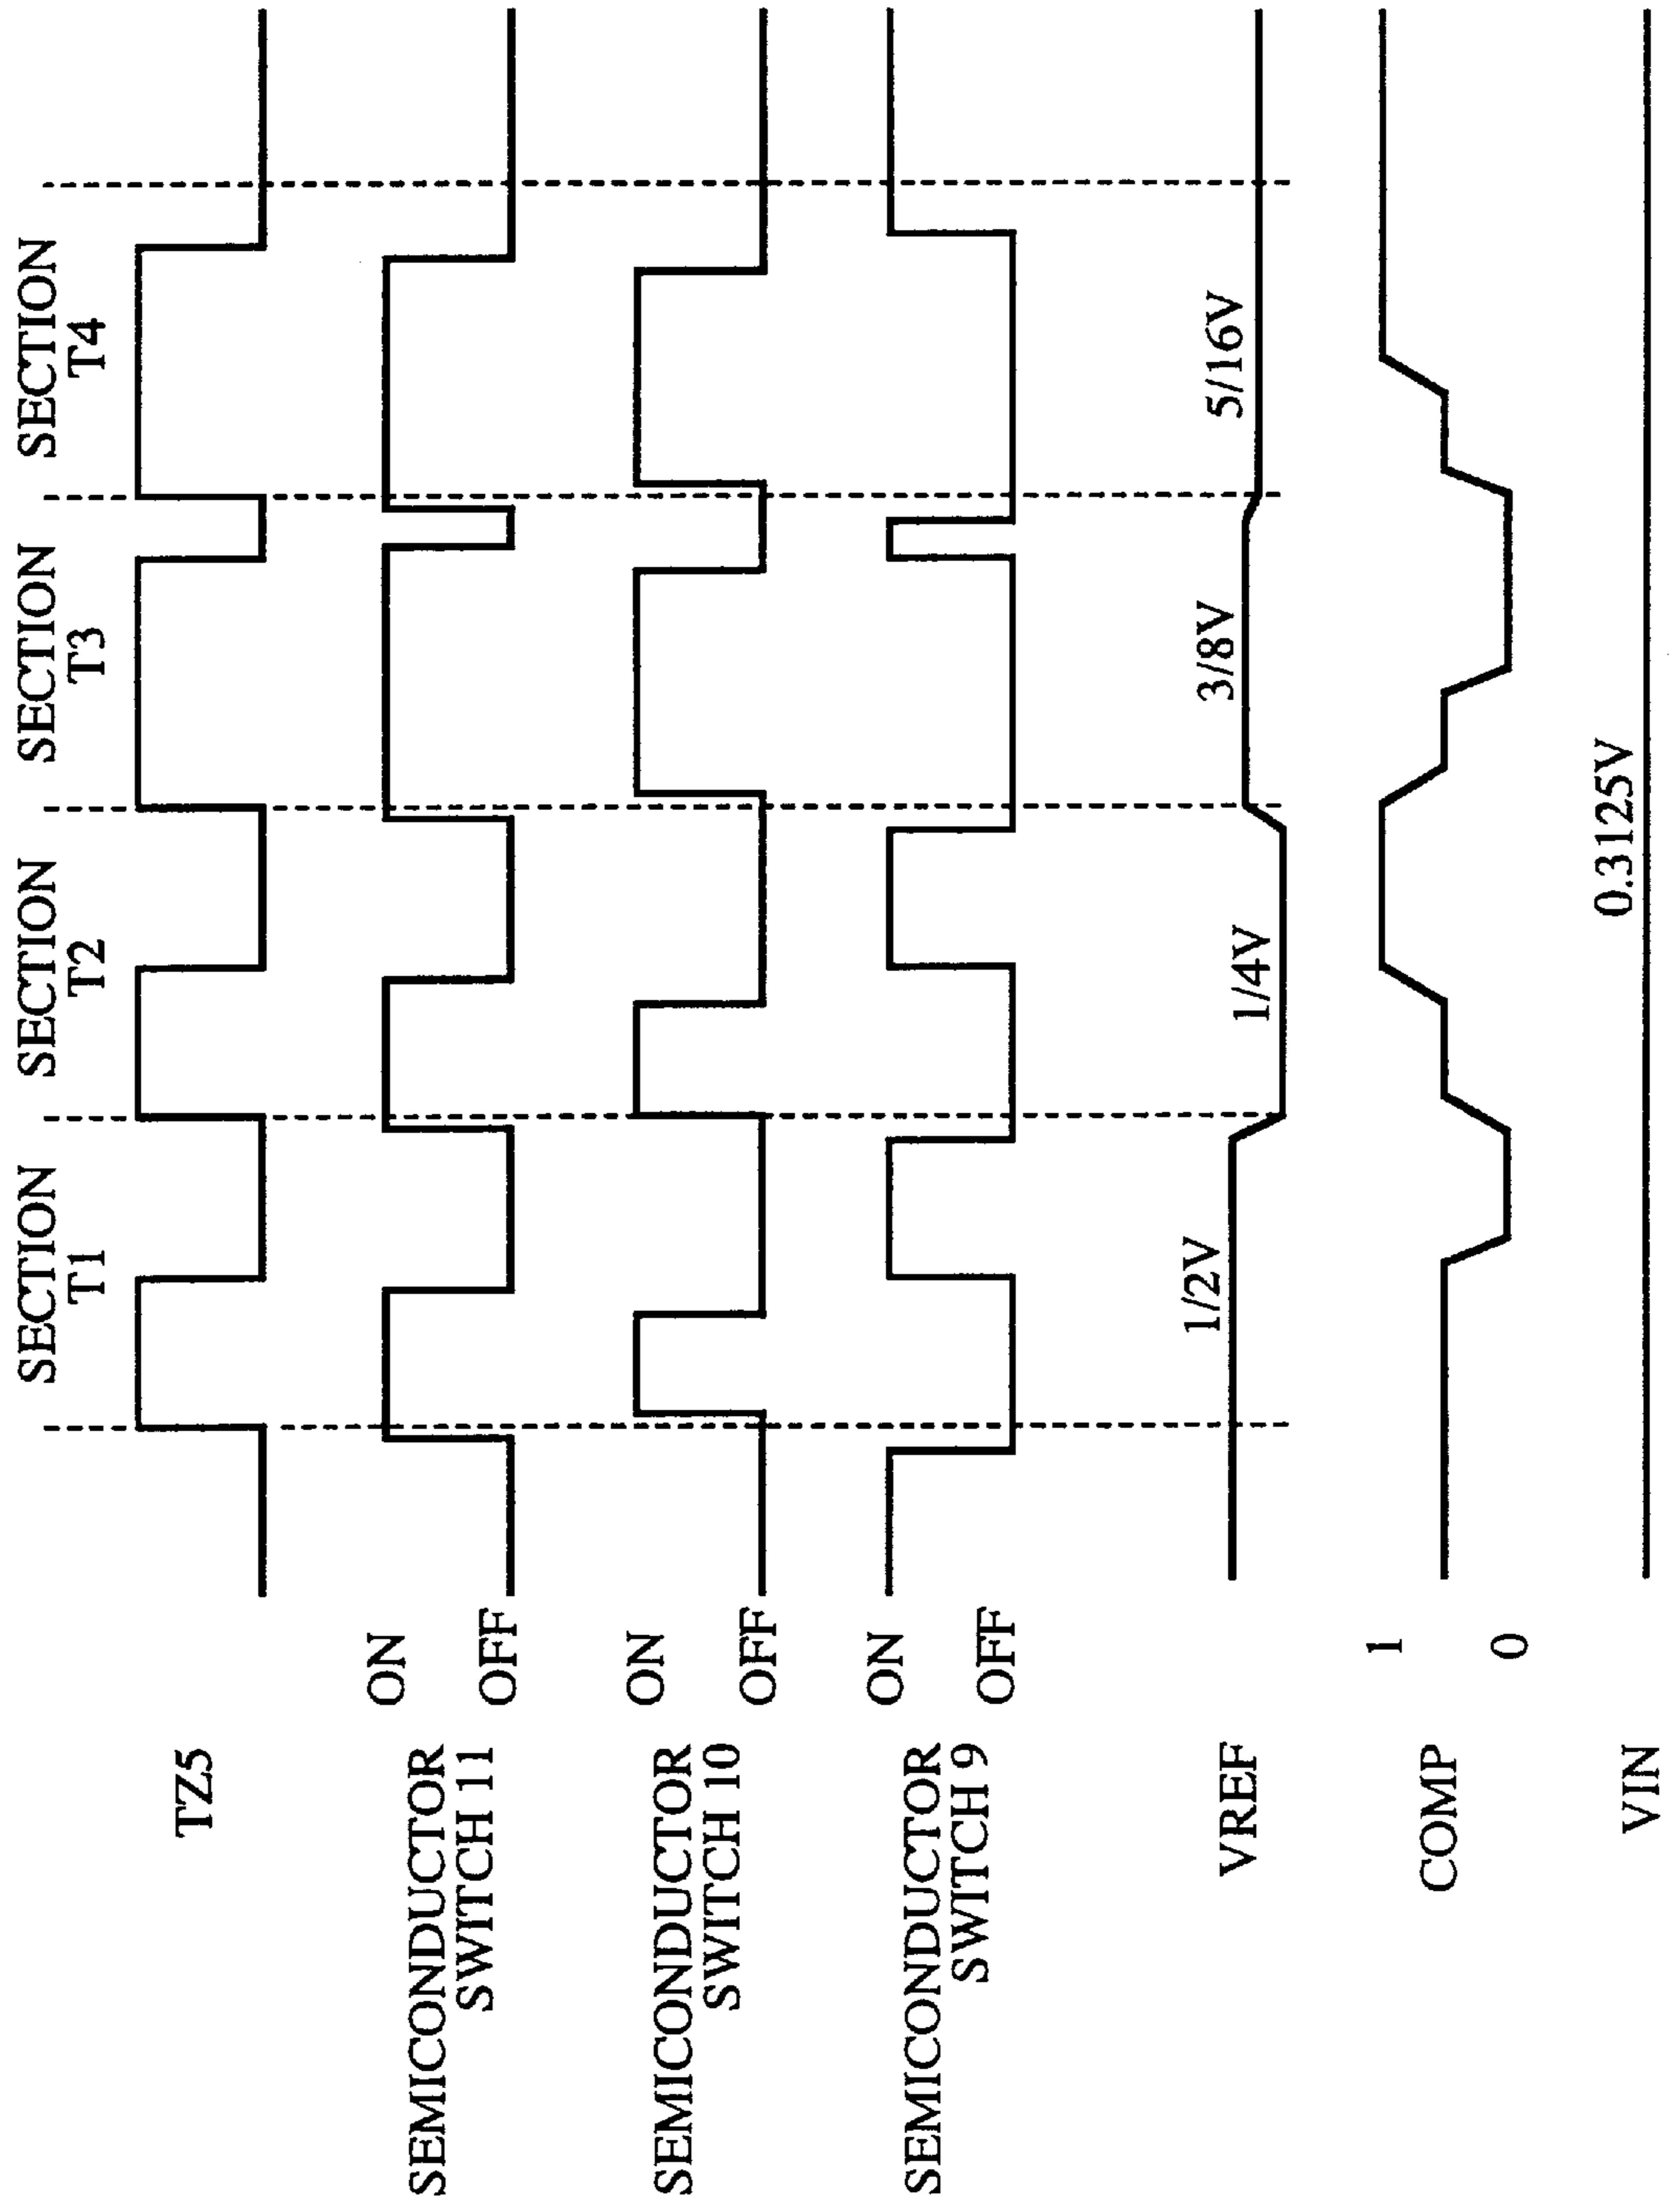 SECTION
T1
SECTION
T2
SECTION
T3
SECTION
T4
TZ5
SEMICONDUCTOR
SWITCH 11
ON
OFF
SEMICONDUCTOR
SWITCH 10
ON
OFF
SEMICONDUCTOR
SWITCH 9
ON
OFF
VREF
1/2V
1/4V
3/8V
5/16V
COMP
1
0
VIN
0.3125V